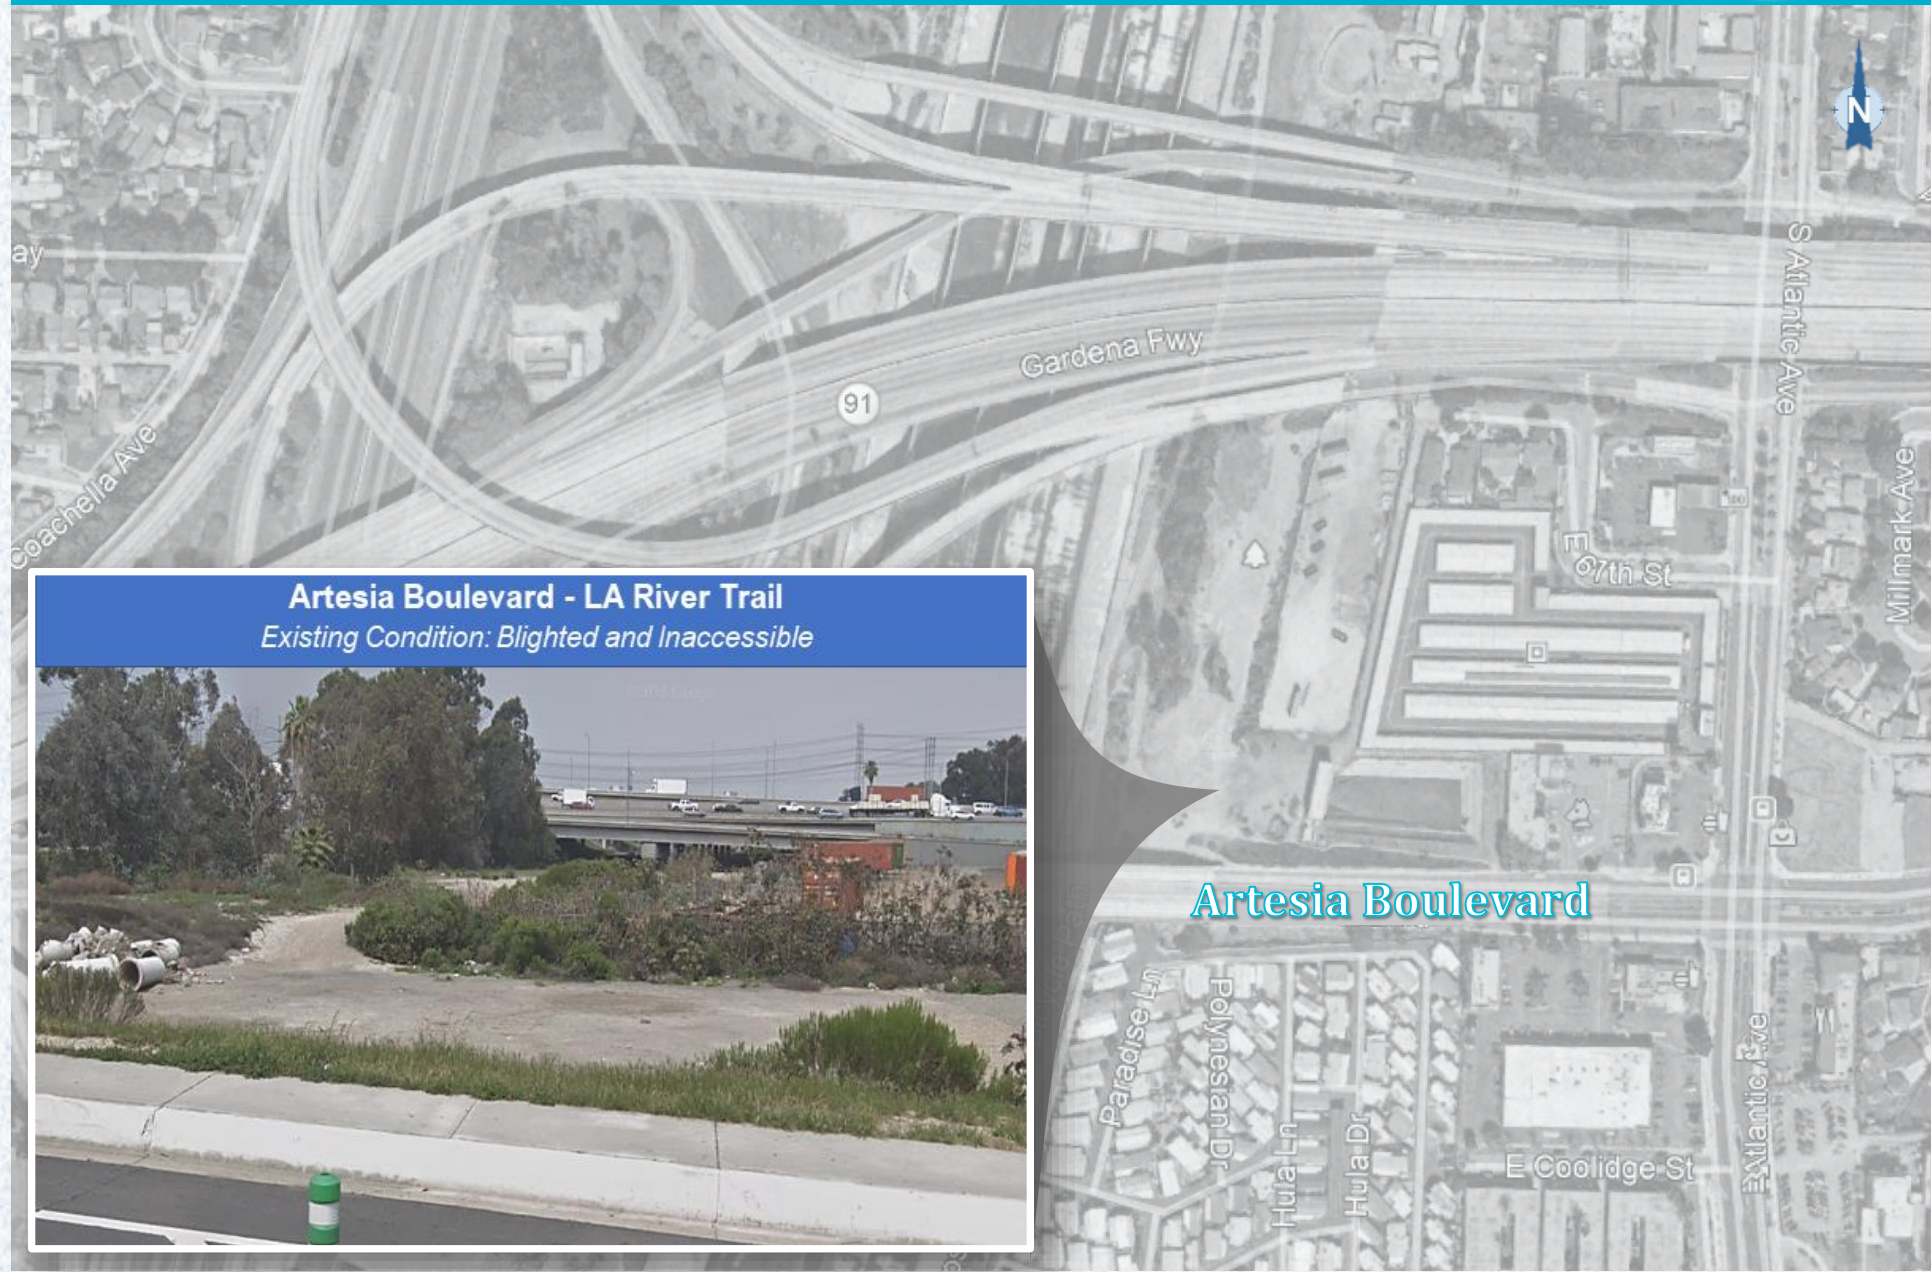 N
ay
S Atlantic Ave
Gardena Fwy
91
Coachella Ave
Millmark Ave
E 67th St
Artesia Boulevard - LA River Trail
Existing Condition: Blighted and Inaccessible
Artesia Boulevard
Paradise Ln
Polynesian Dr
Hula Ln
Hula Dr
E Coolidge St
Atlantic Ave